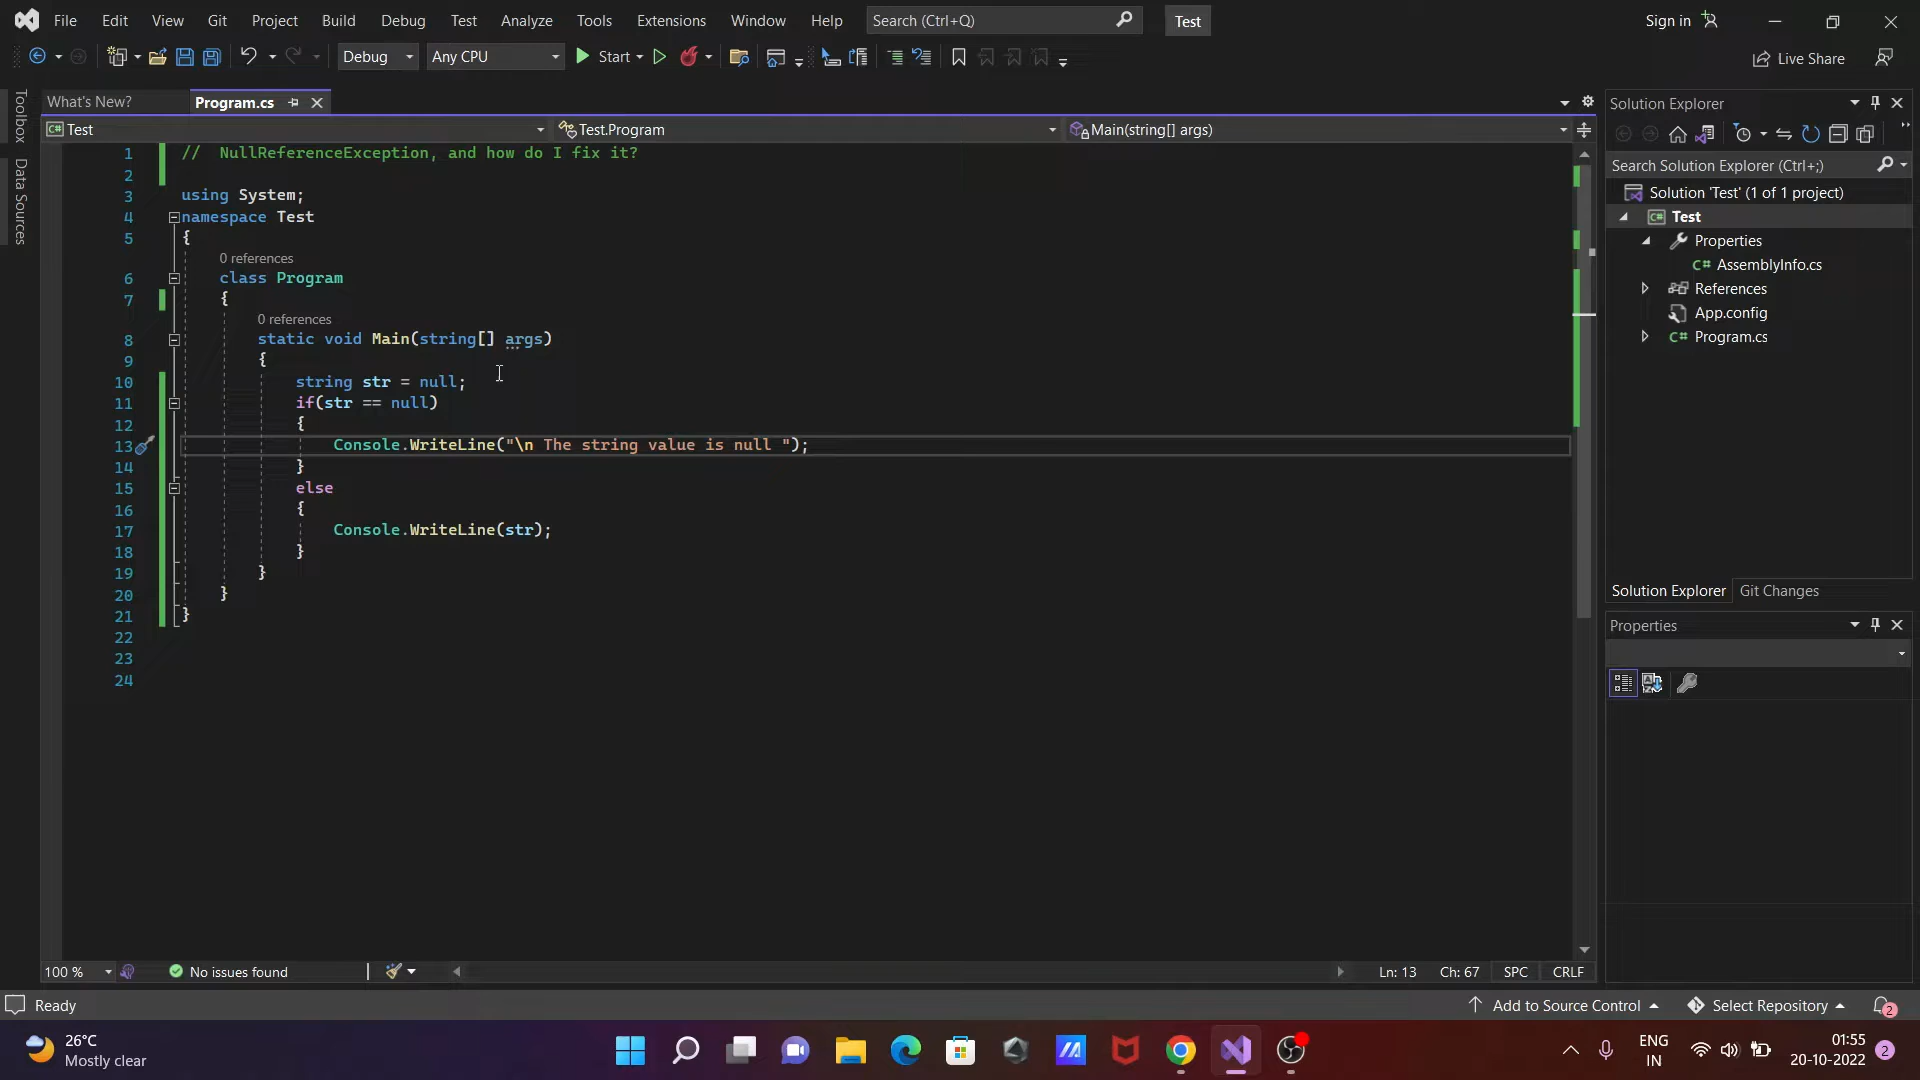 File Edit View Git Project Build Debug Test Analyze Tools Extensions Window Help Search (Ctrl+Q) Test Sign in
Debug Any CPU Start Live Share
What's New? Program.cs
Test Test.Program Main(string[] args)
1 // NullReferenceException, and how do I fix it?
2
3 using System;
4 namespace Test
5 {
0 references
6 class Program
7 {
0 references
8 static void Main(string[] args)
9 {
10 string str = null;
11 if(str == null)
12 {
13 Console.WriteLine("\n The string value is null ");
14 }
15 else
16 {
17 Console.WriteLine(str);
18 }
19 }
20 }
21 }
22
23
24
Toolbox
Data Sources
Solution Explorer
Search Solution Explorer (Ctrl+;)
Solution 'Test' (1 of 1 project)
C# Test
Properties
C# AssemblyInfo.cs
References
App.config
C# Program.cs
Solution Explorer Git Changes
Properties
100 % No issues found Ln: 13 Ch: 67 SPC CRLF
Ready Add to Source Control Select Repository 2
26°C
Mostly clear
ENG
IN
01:55
20-10-2022 2